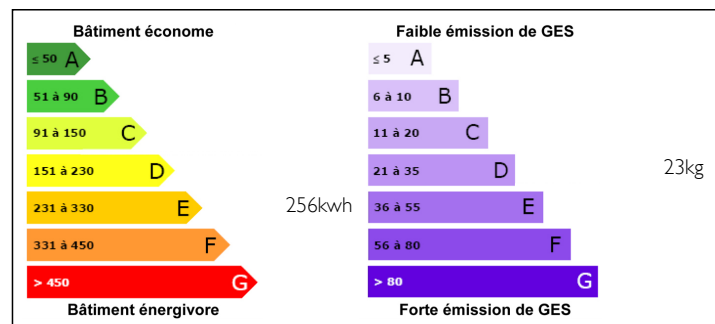 Bâtiment économe
≤ 50 A
51 à 90 B
91 à 150 C
151 à 230 D
231 à 330 E
256kwh
331 à 450 F
> 450 G
Bâtiment énergivore
Faible émission de GES
≤ 5 A
6 à 10 B
11 à 20 C
21 à 35 D
23kg
36 à 55 E
56 à 80 F
> 80 G
Forte émission de GES